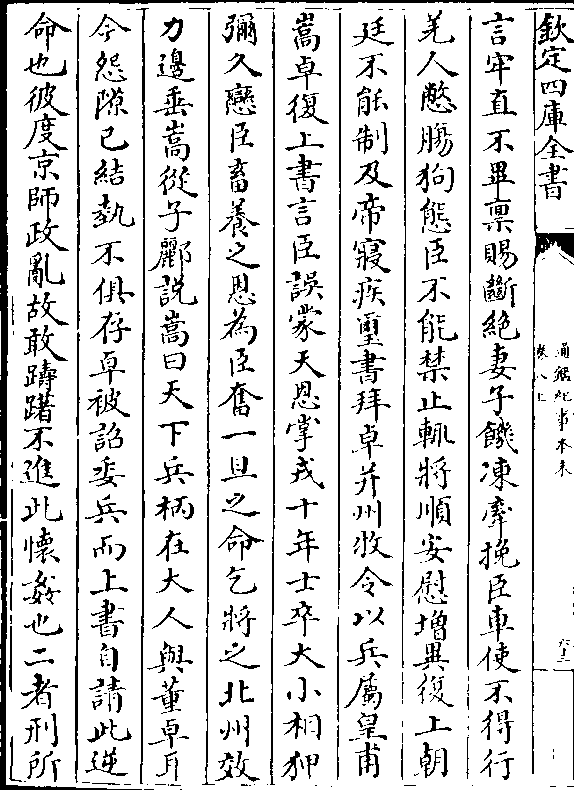 欽定四庫全書
言牢直不畢稟賜斷絕妻子饑凍牽挽臣車使不得行
羌人憋腸狗態臣不能禁止輒將順安慰增異復上朝
廷不能制及帝寢疾璽書拜卓并州牧令以兵屬皇甫
嵩卓復上書言臣誤蒙天恩掌戎十年士卒大小相狎
彌久戀臣畜養之恩為臣奮一旦之命乞將之北州效
力邊垂嵩從子酈說嵩曰天下兵柄在大人與董卓耳
今怨隙已結勢不俱存卓被詔委兵而上書自請此逆
命也彼度京師政亂故敢躊躇不進此懷姦也二者刑所
通鑑紀事本末
卷八上
六十三